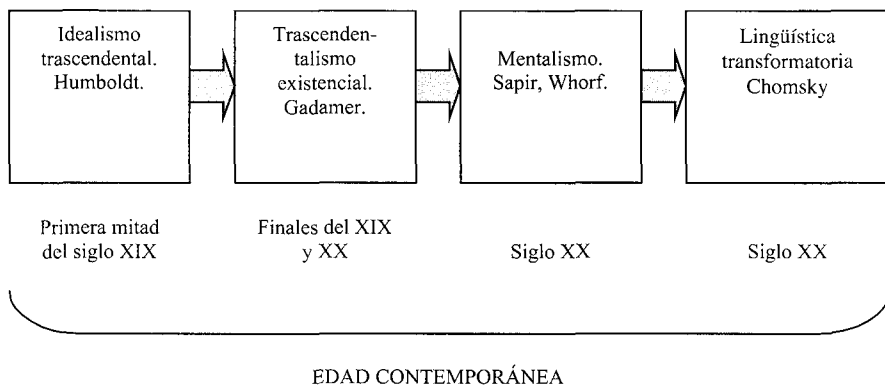 Idealismo
trascendental.
Humboldt.
Trascenden-
talismo
existencial.
Gadamer.
Mentalismo.
Sapir, Whorf.
Lingüística
transformatoria
Chomsky
Primera mitad
del siglo XIX
Finales del XIX
y XX
Siglo XX
Siglo XX
EDAD CONTEMPORÁNEA